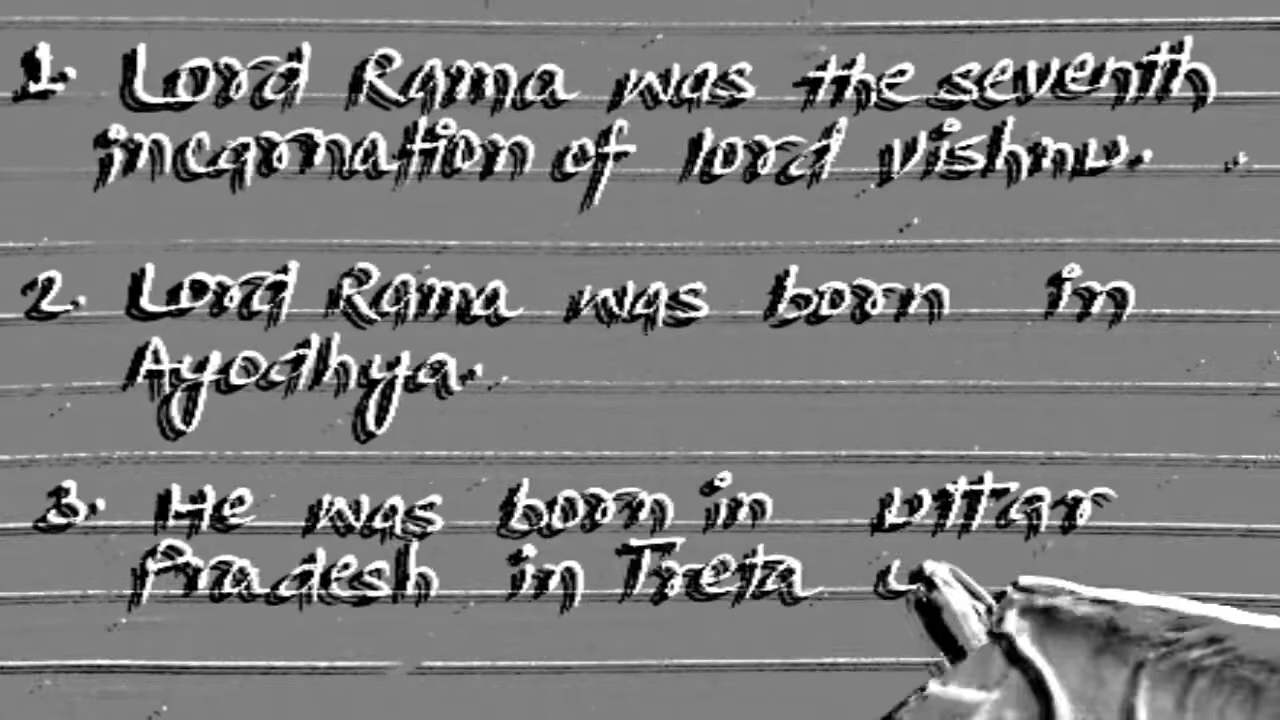 1. Lord Rama was the seventh
incarnation of lord vishnu.
2. Lord Rama was born in
Ayodhya.
3. He was born in uttar
Pradesh in Treta